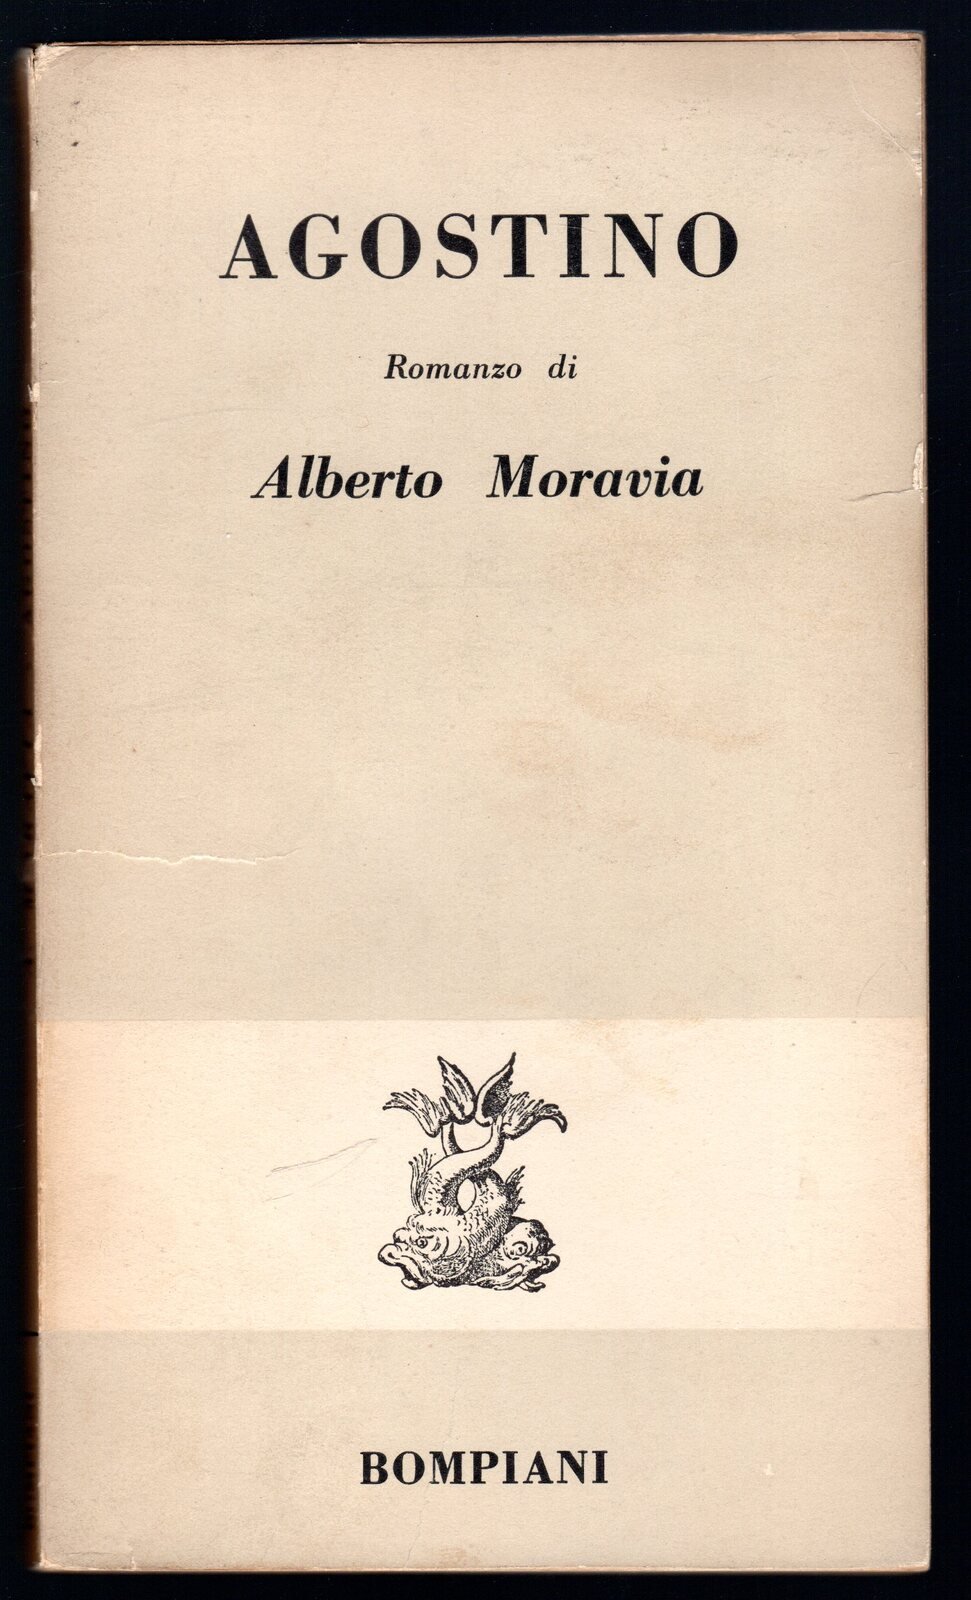 AGOSTINO
Romanzo di
Alberto Moravia
BOMPIANI